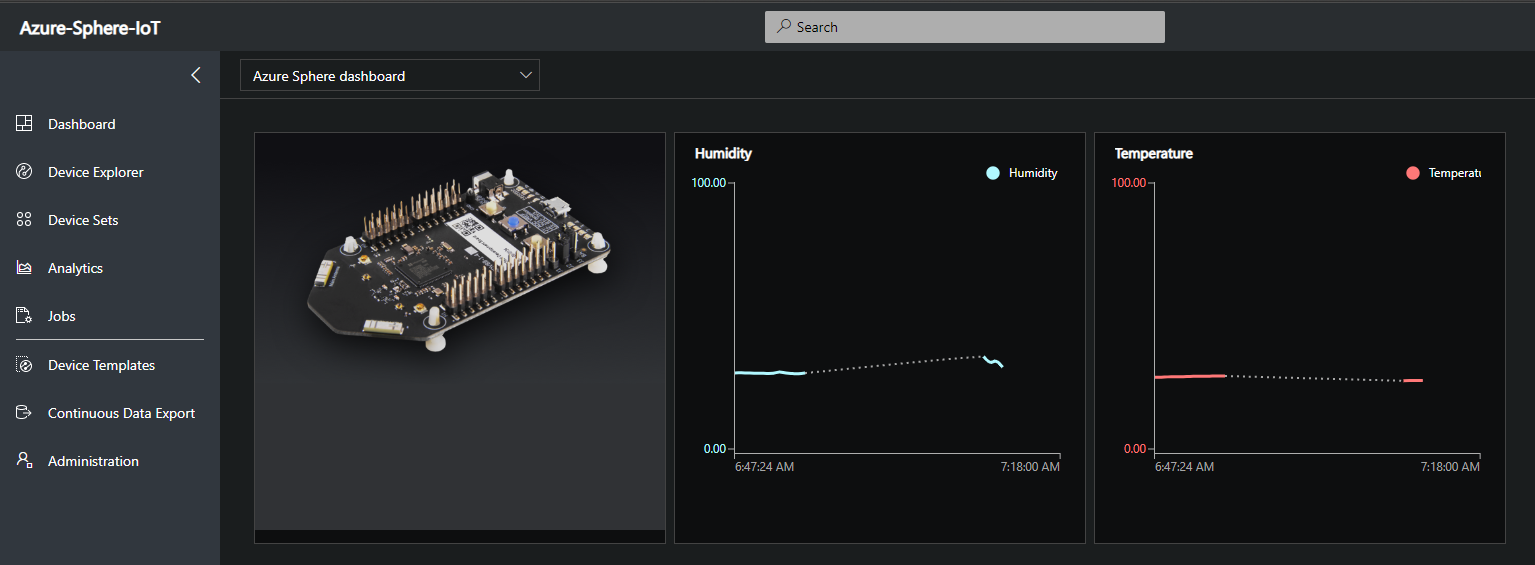 Azure-Sphere-IoT
Search
Azure Sphere dashboard
Dashboard
Device Explorer
Device Sets
Analytics
Jobs
Device Templates
Continuous Data Export
Administration
Humidity
Humidity
100.00
0.00
6:47:24 AM
7:18:00 AM
Temperature
Temperatu
100.00
0.00
6:47:24 AM
7:18:00 AM